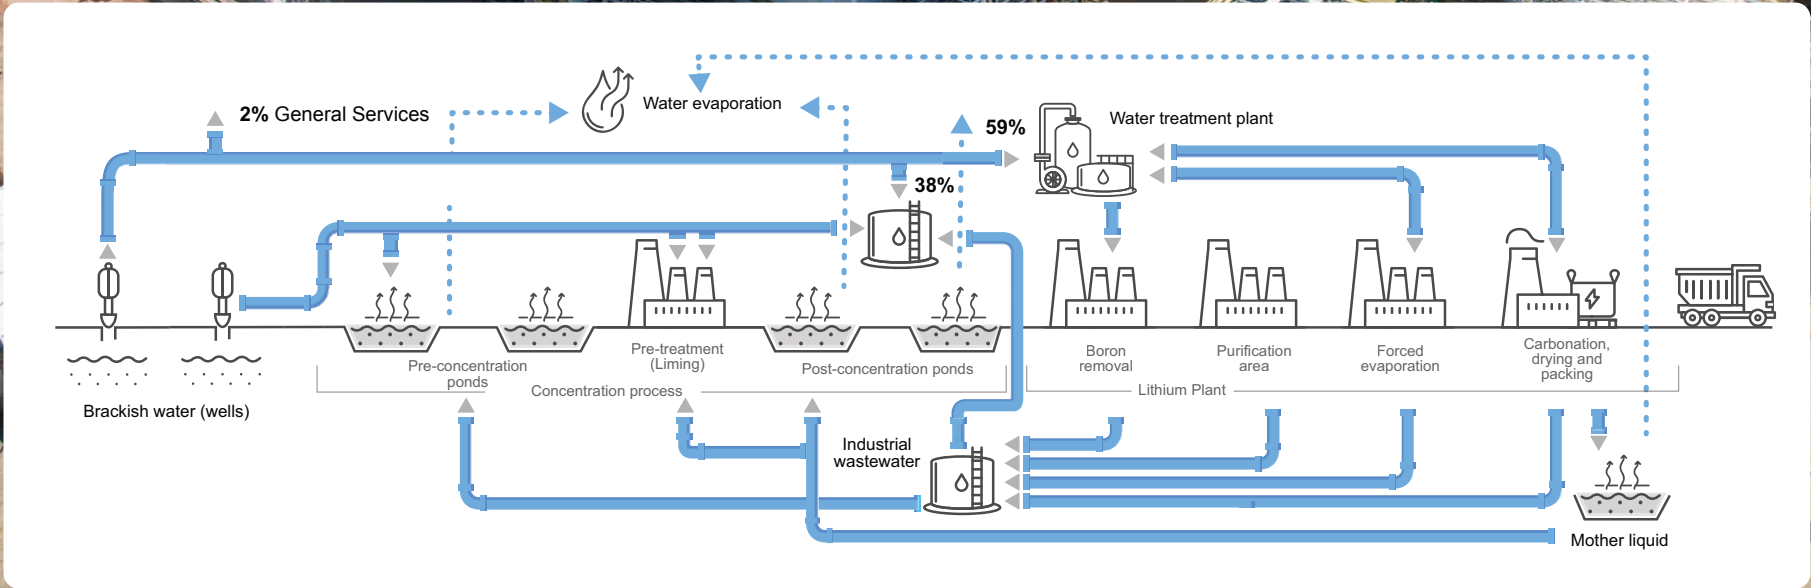 2% General Services
Water evaporation
59%
Water treatment plant
38%
Pre-concentration
ponds
Pre-treatment
(Liming)
Post-concentration ponds
Concentration process
Boron
removal
Purification
area
Forced
evaporation
Carbonation,
drying and
packing
Lithium Plant
Brackish water (wells)
Industrial
wastewater
Mother liquid